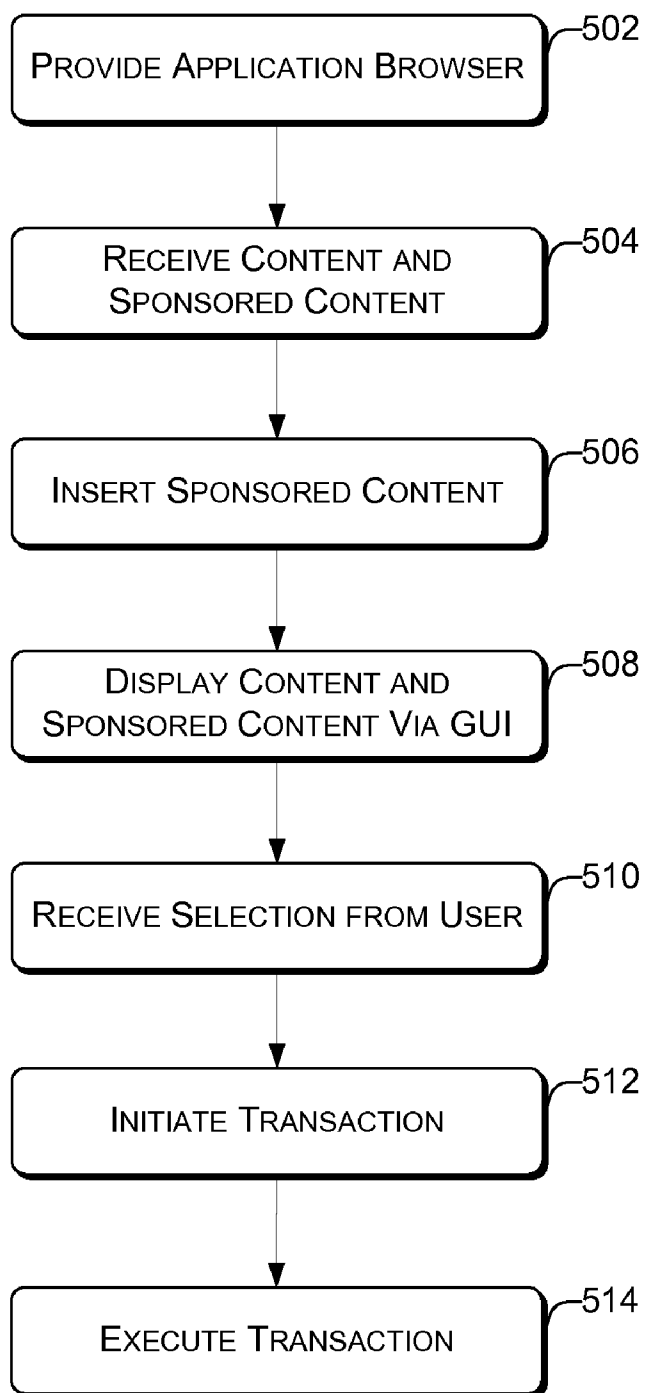 502
PROVIDE APPLICATION BROWSER
504
RECEIVE CONTENT AND
SPONSORED CONTENT
506
INSERT SPONSORED CONTENT
508
DISPLAY CONTENT AND
SPONSORED CONTENT VIA GUI
510
RECEIVE SELECTION FROM USER
512
INITIATE TRANSACTION
514
EXECUTE TRANSACTION